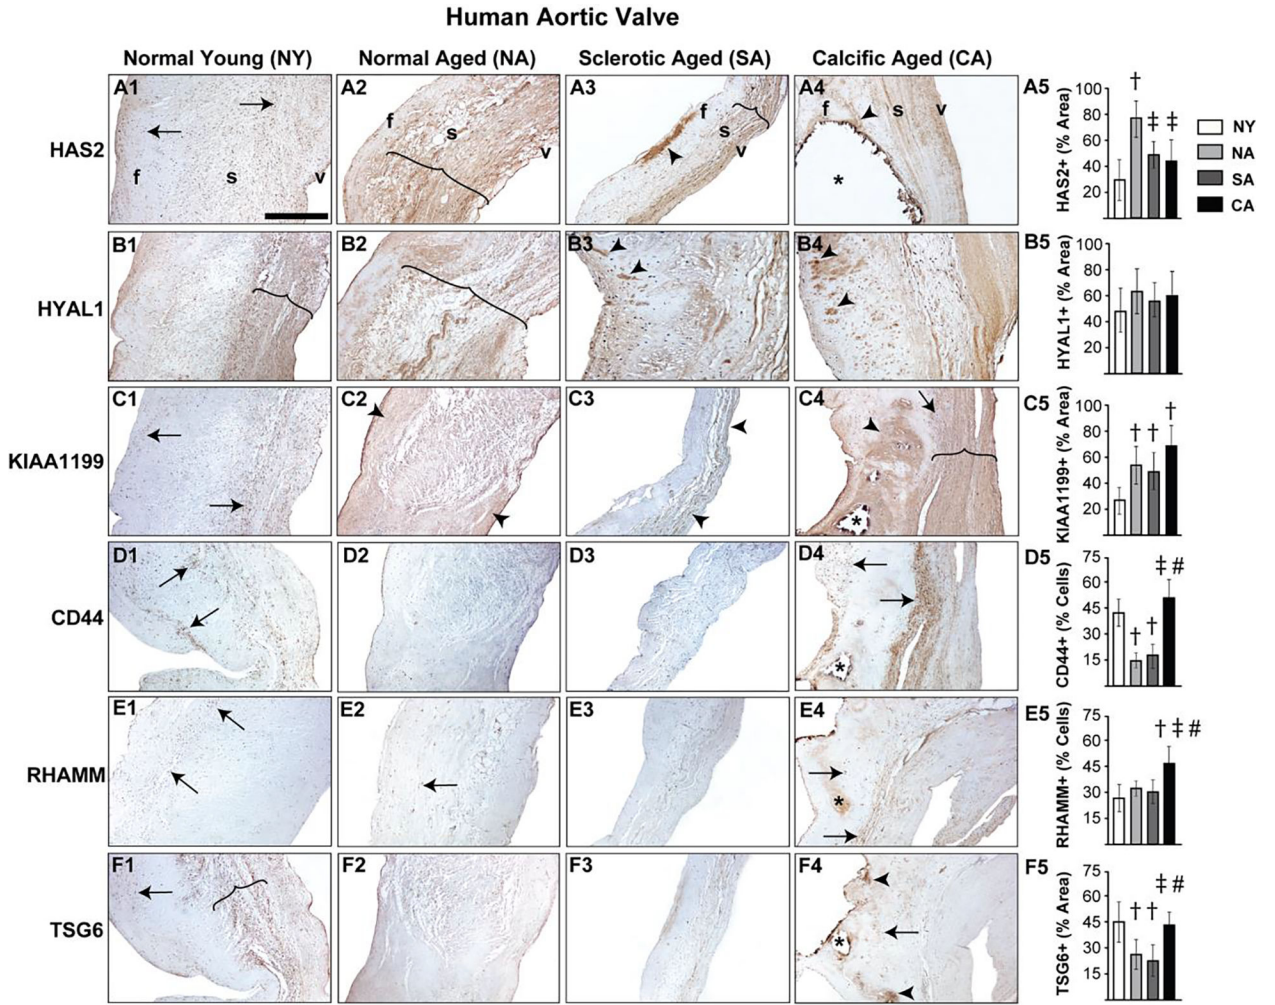 Human Aortic Valve
Normal Young (NY) Normal Aged (NA) Sclerotic Aged (SA) Calcific Aged (CA)
HAS2
A1 f s v
A2 f s v
A3 f s v
A4 f s v *
A5 HAS2+ (% Area)
100
80
60
40
20
† ‡ ‡
NY
NA
SA
CA
HYAL1
B1 B2 B3 B4
B5 HYAL1+ (% Area)
100
80
60
40
20
KIAA1199
C1 C2 C3 C4 *
C5 KIAA1199+ (% Area)
100
80
60
40
20
† † †
CD44
D1 D2 D3 D4 *
D5 CD44+ (% Cells)
75
60
45
30
15
† † ‡ #
RHAMM
E1 E2 E3 E4 *
E5 RHAMM+ (% Cells)
75
60
45
30
15
† ‡ #
TSG6
F1 F2 F3 F4 *
F5 TSG6+ (% Area)
75
60
45
30
15
† † ‡ #